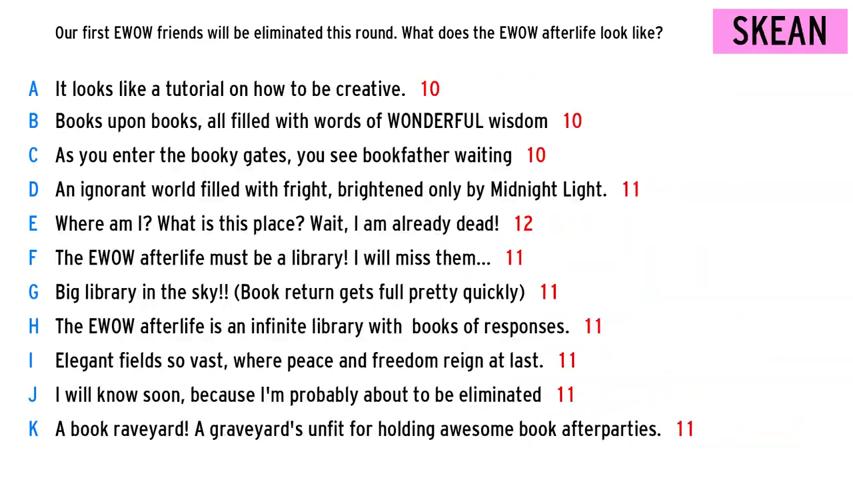 Our first EWOW friends will be eliminated this round. What does the EWOW afterlife look like?
SKEAN
A It looks like a tutorial on how to be creative. 10
B Books upon books, all filled with words of WONDERFUL wisdom 10
C As you enter the booky gates, you see bookfather waiting 10
D An ignorant world filled with fright, brightened only by Midnight Light. 11
E Where am I? What is this place? Wait, I am already dead! 12
F The EWOW afterlife must be a library! I will miss them... 11
G Big library in the sky!! (Book return gets full pretty quickly) 11
H The EWOW afterlife is an infinite library with books of responses. 11
I Elegant fields so vast, where peace and freedom reign at last. 11
J I will know soon, because I'm probably about to be eliminated 11
K A book raveyard! A graveyard's unfit for holding awesome book afterparties. 11